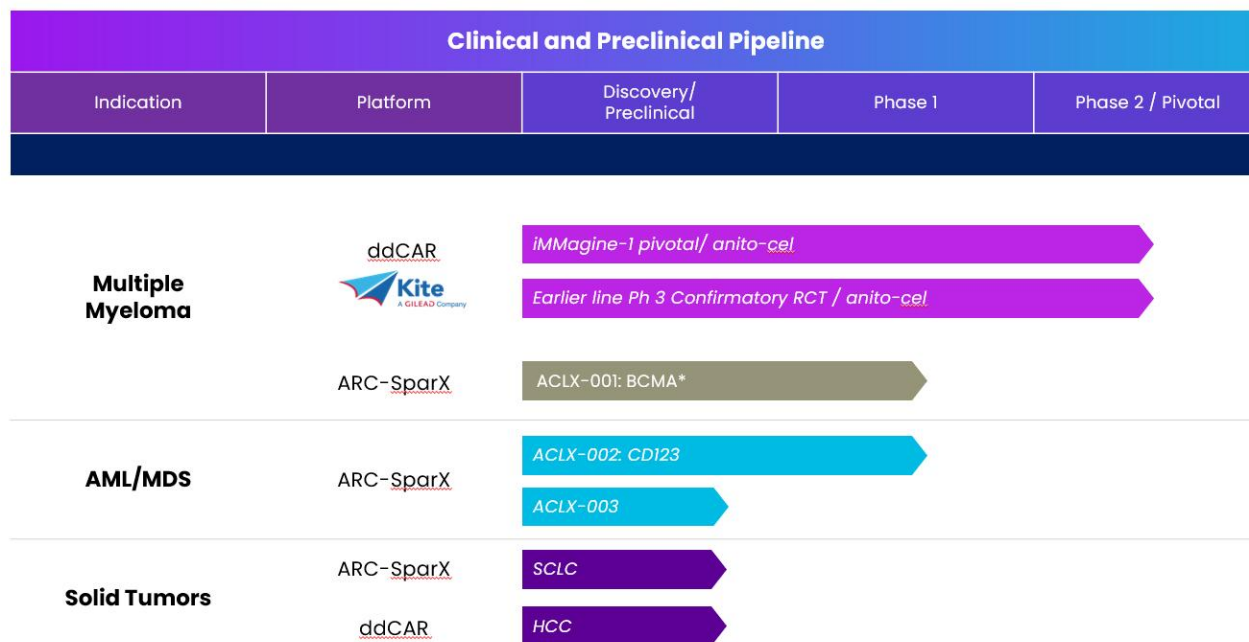 Clinical and Preclinical Pipeline
Indication
Platform
Discovery/
Preclinical
Phase 1
Phase 2 / Pivotal
Multiple
Myeloma
ddCAR
Kite
A GILEAD Company
iMMagine-1 pivotal/ anito-cel
Earlier line Ph 3 Confirmatory RCT / anito-cel
ARC-SparX
ACLX-001: BCMA*
AML/MDS
ARC-SparX
ACLX-002: CD123
ACLX-003
Solid Tumors
ARC-SparX
SCLC
ddCAR
HCC